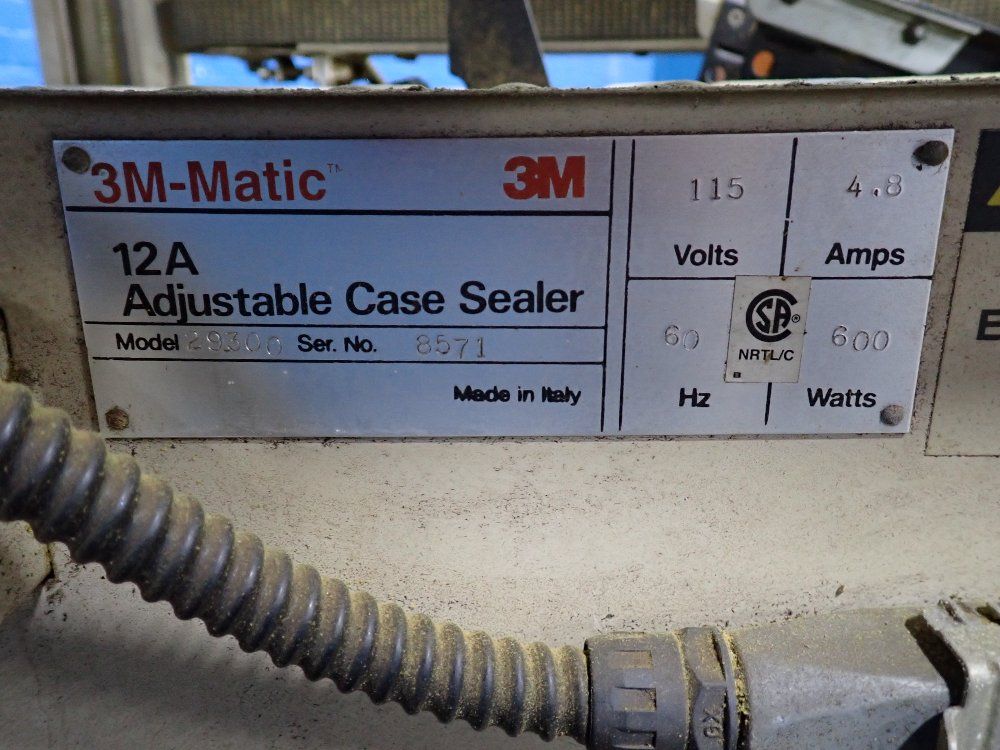 3M-Matic™ 3M
12A
Adjustable Case Sealer
Model 29300 Ser. No. 8571
Made in Italy
115 4.8
Volts Amps
60 600
Hz Watts
SA®
NRTL/C
E